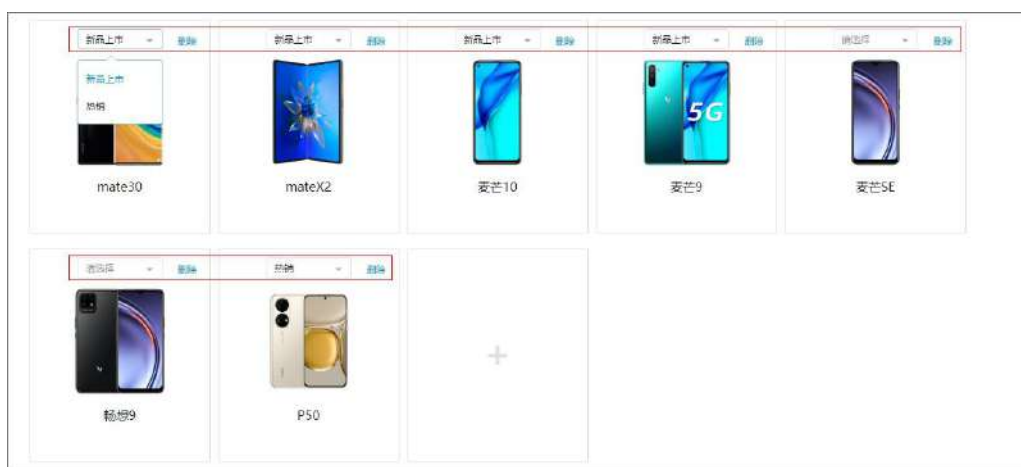 新品上市 删除 新品上市 删除 新品上市 删除 新品上市 删除 请选择 删除
新品上市
热销
5G
mate30 mateX2 麦芒10 麦芒9 麦芒SE
请选择 删除 热销 删除
+
畅想9 P50